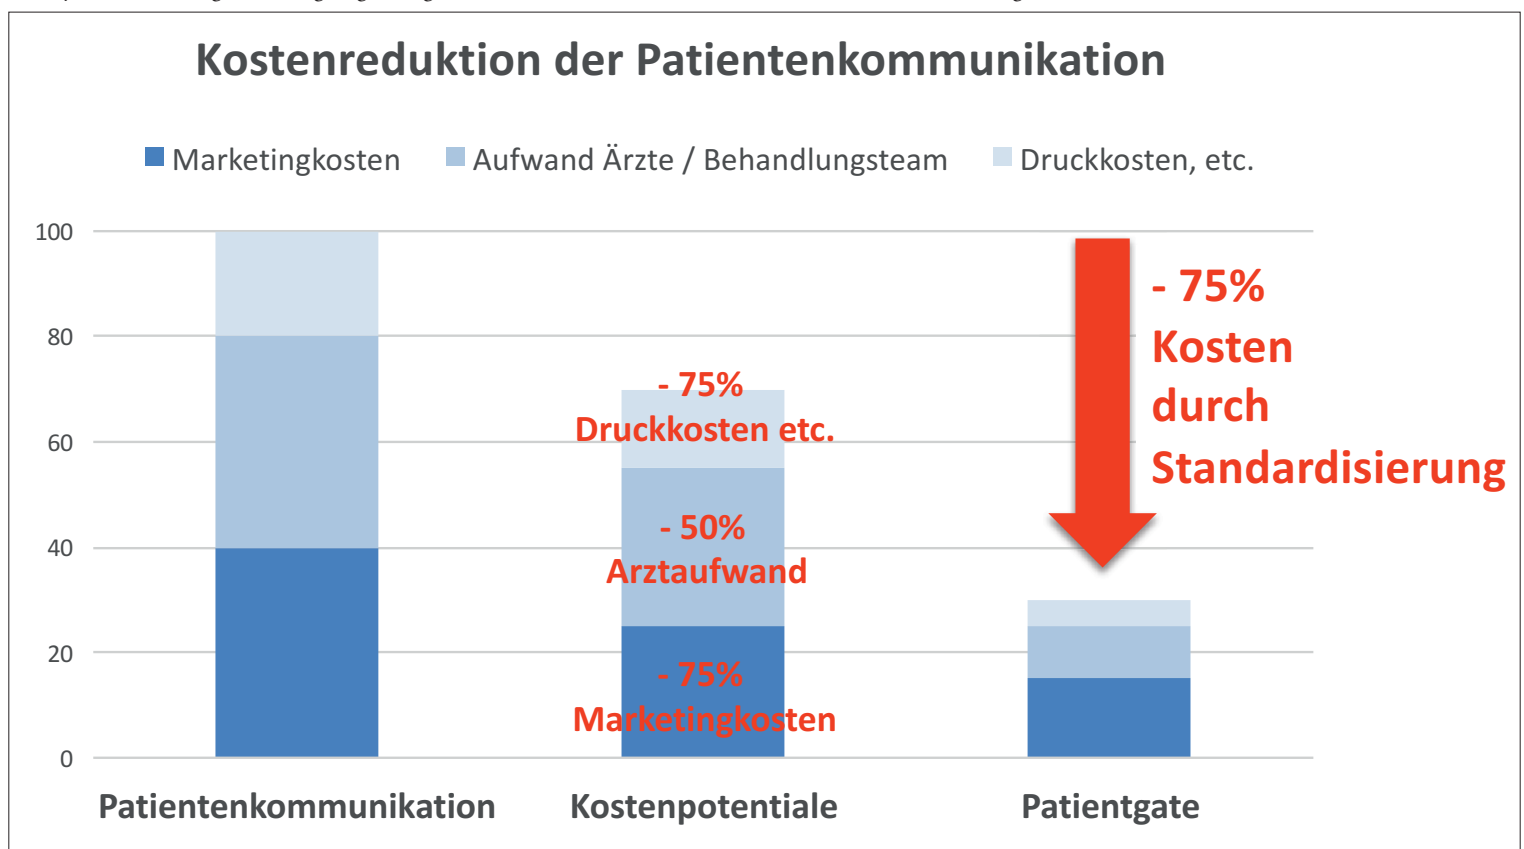 Kostenreduktion der Patientenkommunikation
Marketingkosten Aufwand Ärzte / Behandlungsteam Druckkosten, etc.
100
80
60
40
20
0
- 75%
Druckkosten etc.
- 50%
Arztaufwand
- 75%
Marketingkosten
- 75%
Kosten
durch
Standardisierung
Patientenkommunikation Kostenpotentiale Patientgate